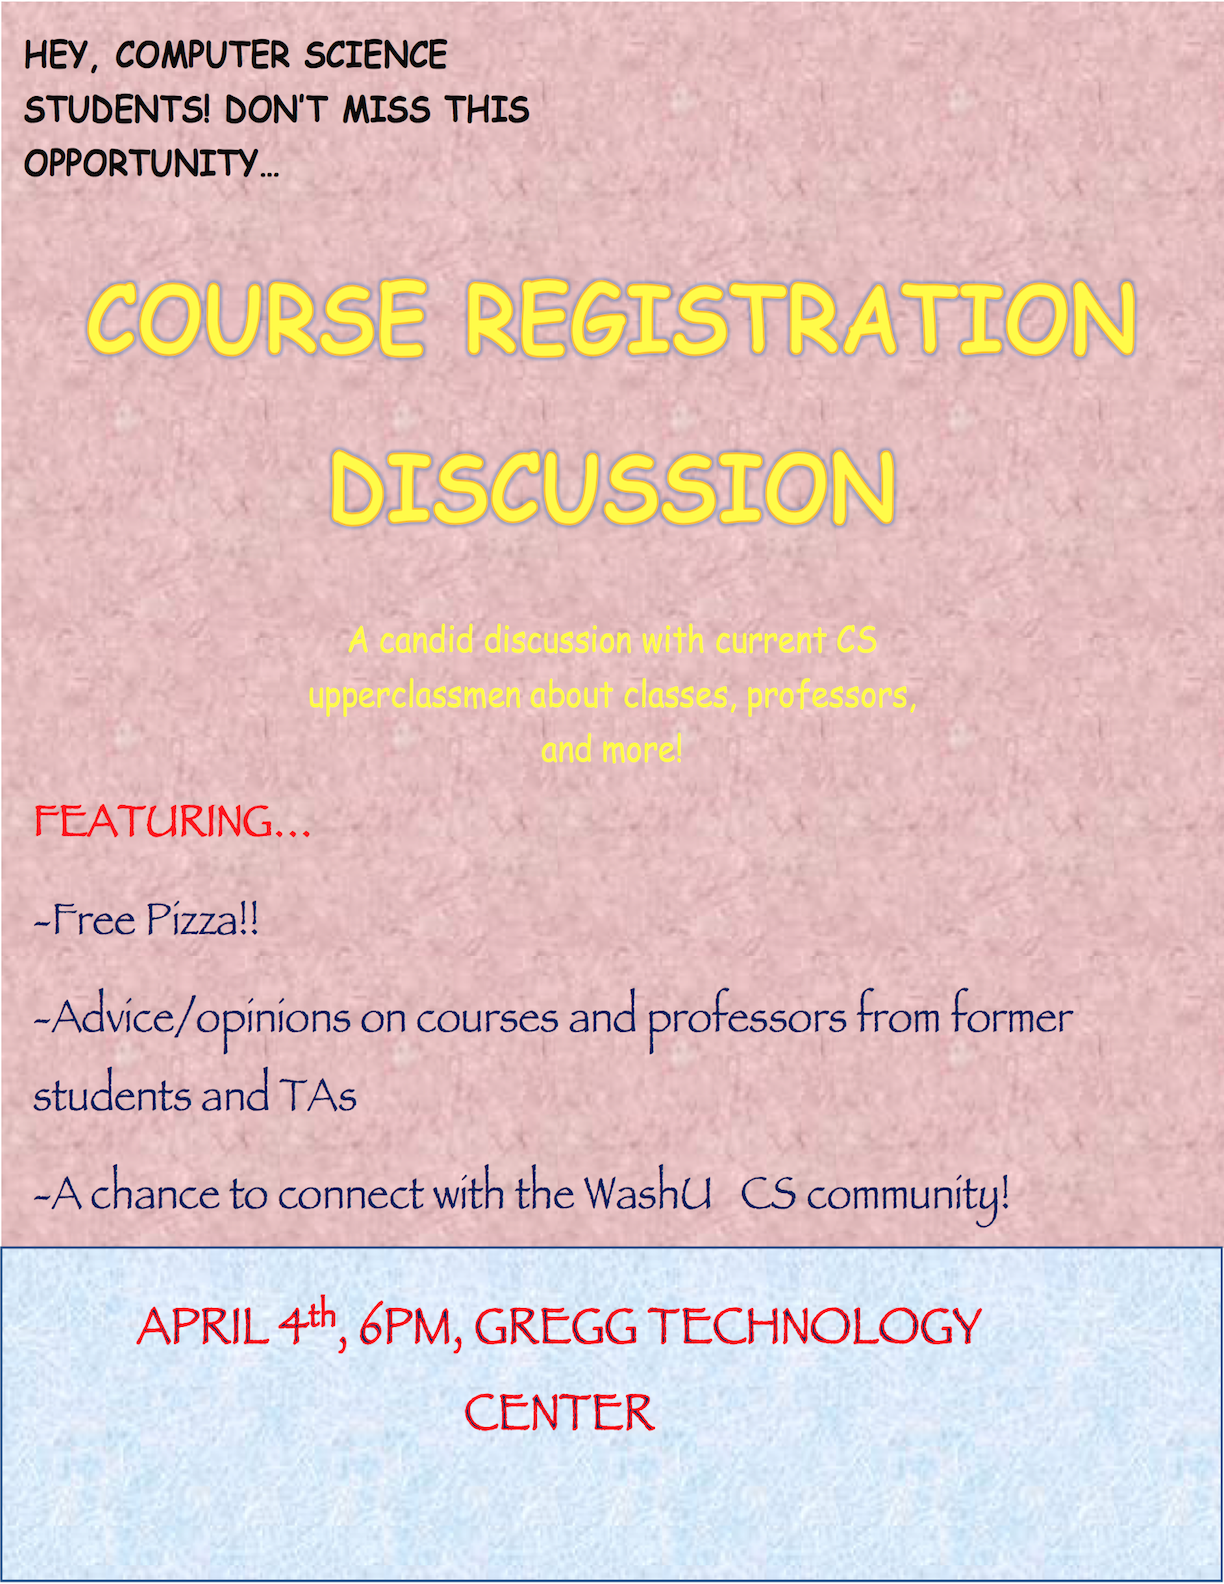 HEY, COMPUTER SCIENCE
STUDENTS! DON'T MISS THIS
OPPORTUNITY…
COURSE REGISTRATION
DISCUSSION
A candid discussion with current CS
upperclassmen about classes, professors,
and more!
FEATURING…
-Free Pizza!!
-Advice/opinions on courses and professors from former
students and TAs
-A chance to connect with the WashU   CS community!
APRIL 4th, 6PM, GREGG TECHNOLOGY
CENTER